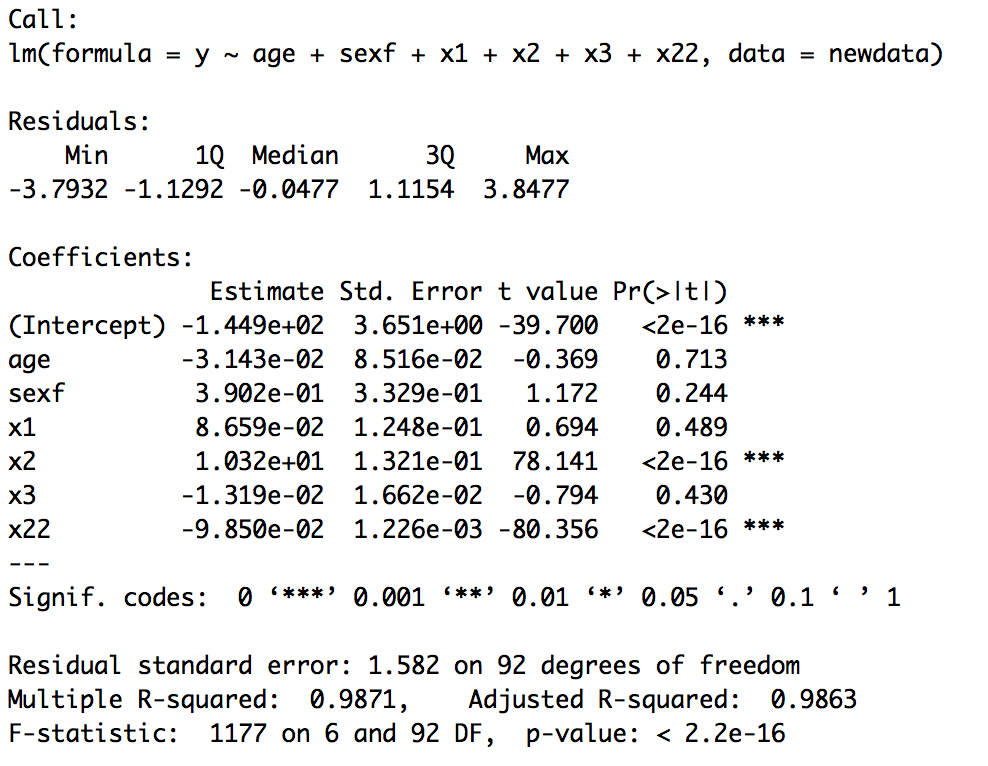 Call:
lm(formula = y ~ age + sexf + x1 + x2 + x3 + x22, data = newdata)
Residuals:
    Min      1Q  Median      3Q     Max
-3.7932 -1.1292 -0.0477  1.1154  3.8477
Coefficients:
              Estimate Std. Error t value Pr(>|t|)
(Intercept) -1.449e+02  3.651e+00 -39.700   <2e-16 ***
age         -3.143e-02  8.516e-02  -0.369    0.713
sexf         3.902e-01  3.329e-01   1.172    0.244
x1           8.659e-02  1.248e-01   0.694    0.489
x2           1.032e+01  1.321e-01  78.141   <2e-16 ***
x3          -1.319e-02  1.662e-02  -0.794    0.430
x22         -9.850e-02  1.226e-03 -80.356   <2e-16 ***
---
Signif. codes:  0 ‘***’ 0.001 ‘**’ 0.01 ‘*’ 0.05 ‘.’ 0.1 ‘ ’ 1
Residual standard error: 1.582 on 92 degrees of freedom
Multiple R-squared:  0.9871,    Adjusted R-squared:  0.9863
F-statistic:  1177 on 6 and 92 DF,  p-value: < 2.2e-16